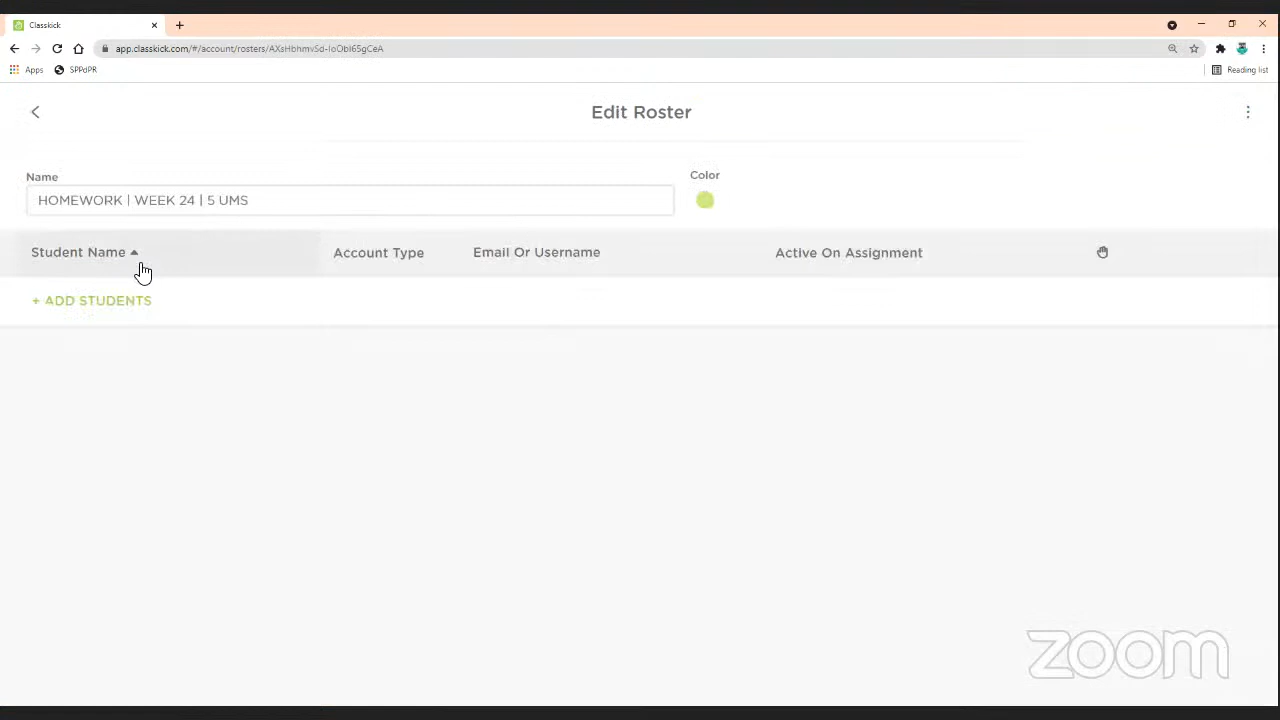 Classkick
app.classkick.com/#/account/rosters/AXsHbhmvSd-IoObI65gCeA
Apps
SPPdPR
Reading list
Edit Roster
Name
Color
HOMEWORK | WEEK 24 | 5 UMS
Student Name
Account Type
Email Or Username
Active On Assignment
+ ADD STUDENTS
zoom